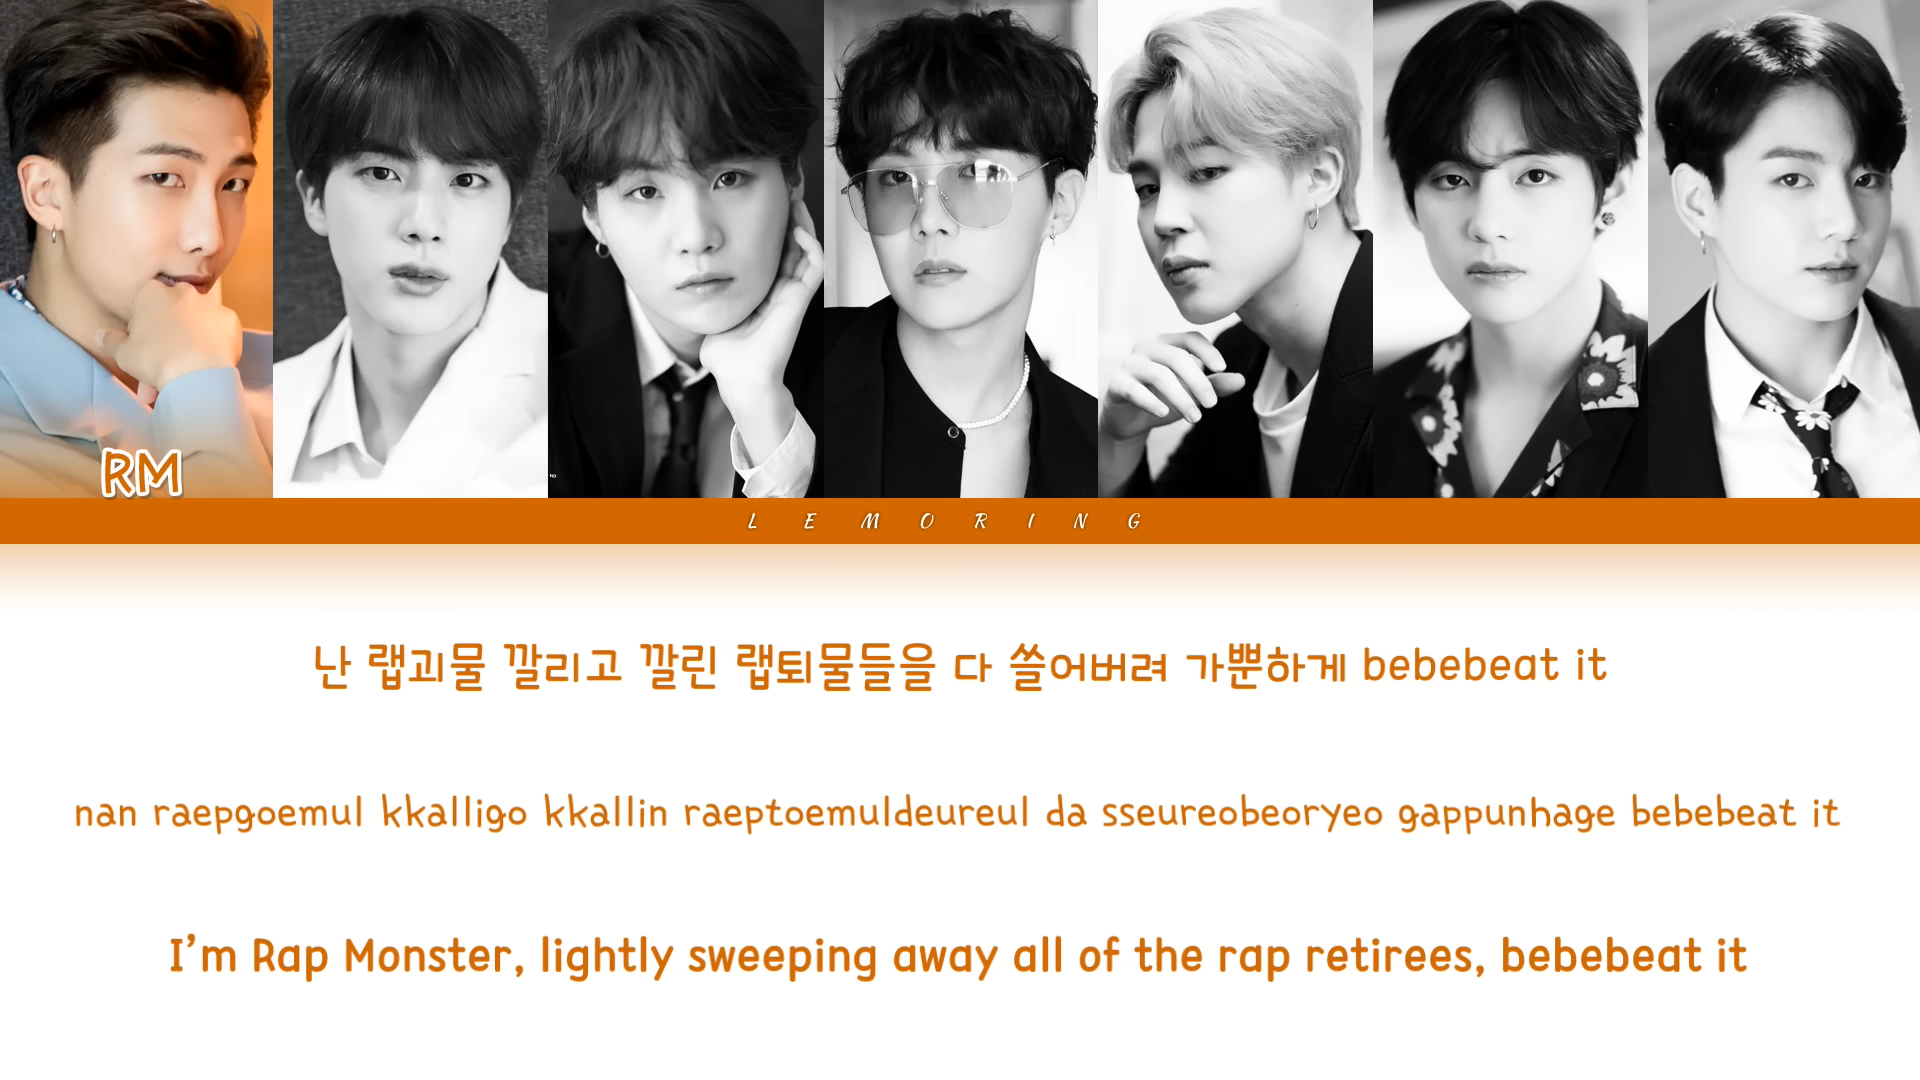 RM
LEMORING
난 랩괴물 깔리고 깔린 랩퇴물들을 다 쓸어버려 가뿐하게 bebebeat it
nan raepgoemul kkalligo kkallin raeptoemuldeureul da sseureobeoryeo gappunhage bebebeat it
I’m Rap Monster, lightly sweeping away all of the rap retirees, bebebeat it